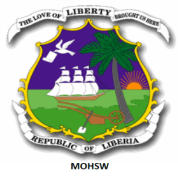 THE LOVE OF LIBERTY BROUGHT US HERE
REPUBLIC OF LIBERIA
MOHSW